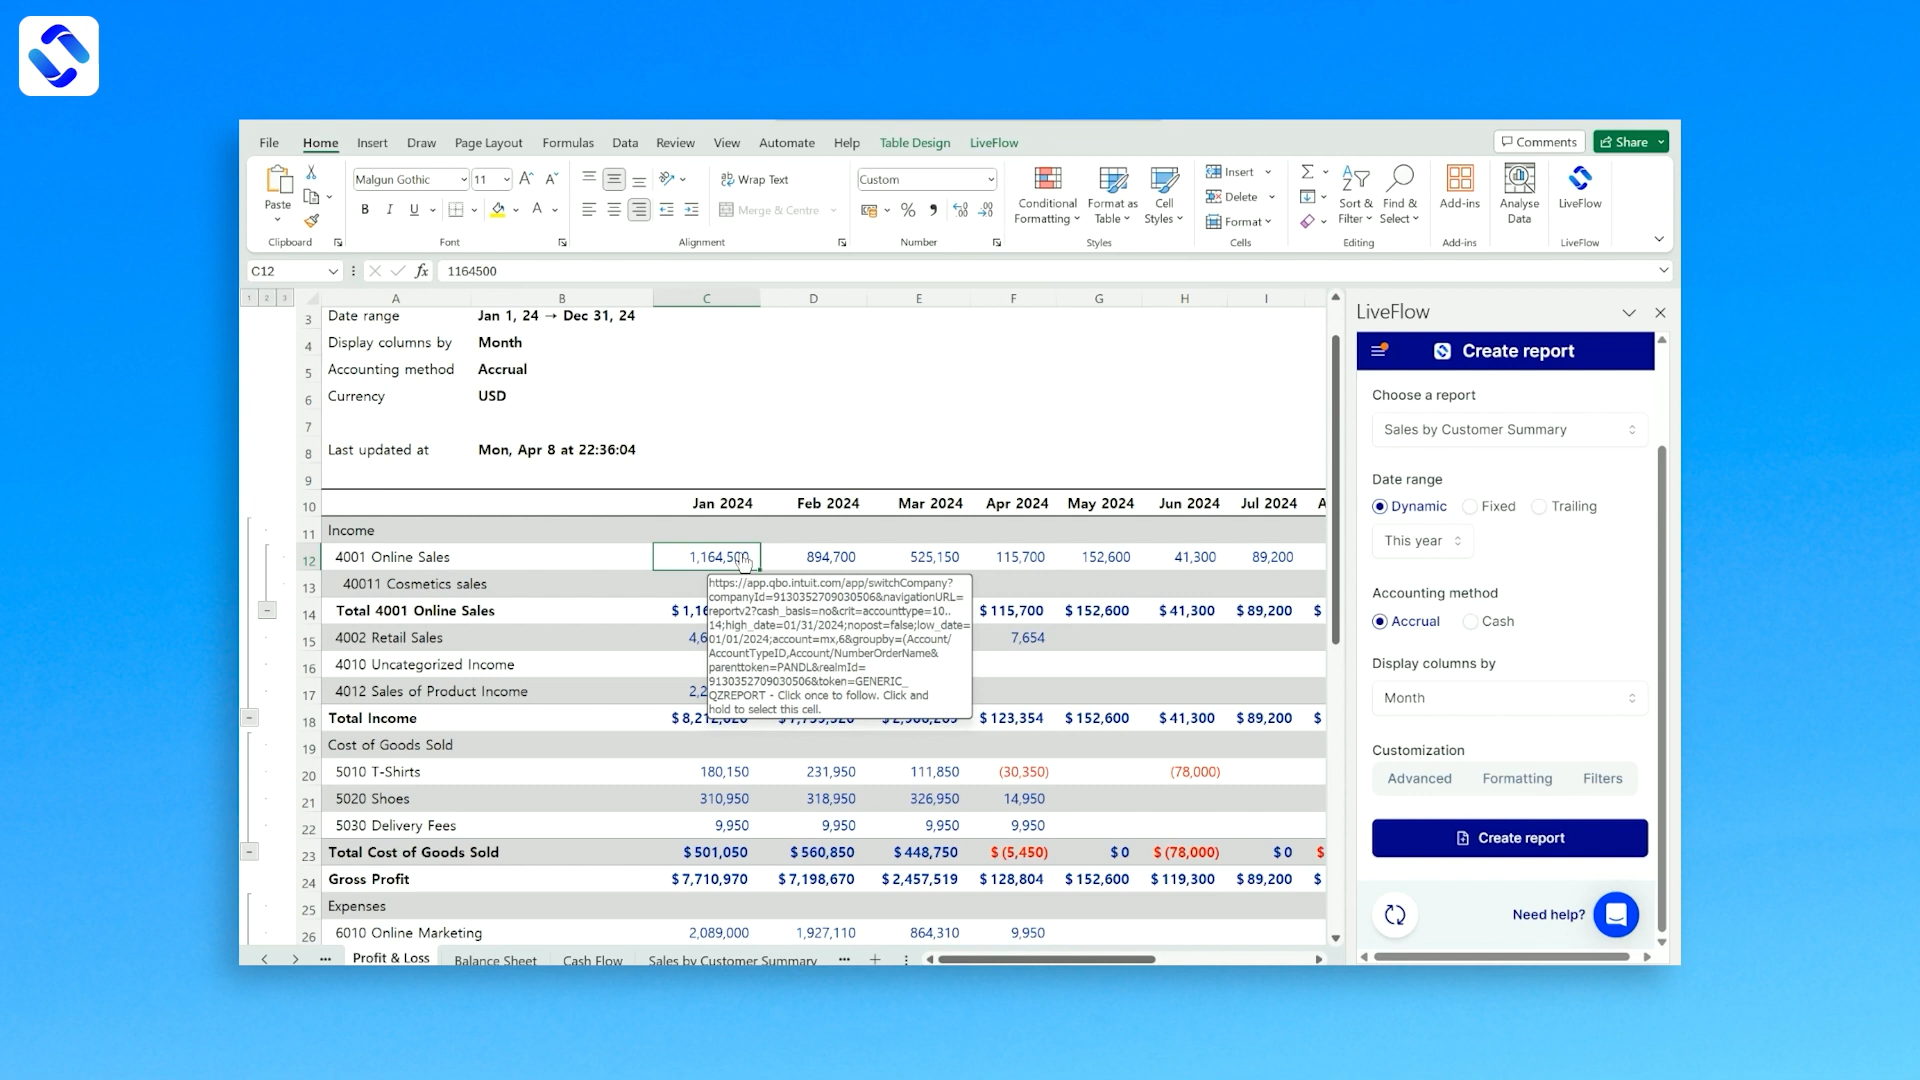 File Home Insert Draw Page Layout Formulas Data Review View Automate Help Table Design LiveFlow Comments Share
Paste
Clipboard
Malgun Gothic 11
B I U
Font
Wrap Text
Merge & Centre
Alignment
Custom
Number
Conditional Formatting
Format as Table
Cell Styles
Styles
Insert
Delete
Format
Cells
Sort & Filter
Find & Select
Editing
Add-ins
Add-ins
Analyse Data
LiveFlow
LiveFlow
C12 fx 1164500
1 2 3
A B C D E F G H I
3 Date range Jan 1, 24 → Dec 31, 24
4 Display columns by Month
5 Accounting method Accrual
6 Currency USD
7
8 Last updated at Mon, Apr 8 at 22:36:04
9
10 Jan 2024 Feb 2024 Mar 2024 Apr 2024 May 2024 Jun 2024 Jul 2024 A
11 Income
12 4001 Online Sales 1,164,500 894,700 525,150 115,700 152,600 41,300 89,200
13 40011 Cosmetics sales
14 Total 4001 Online Sales $ 1,16 $ 115,700 $ 152,600 $ 41,300 $ 89,200 $
15 4002 Retail Sales 4,6 7,654
16 4010 Uncategorized Income
17 4012 Sales of Product Income 2,2
18 Total Income $ 123,354 $ 152,600 $ 41,300 $ 89,200 $
19 Cost of Goods Sold
20 5010 T-Shirts 180,150 231,950 111,850 (30,350) (78,000)
21 5020 Shoes 310,950 318,950 326,950 14,950
22 5030 Delivery Fees 9,950 9,950 9,950 9,950
23 Total Cost of Goods Sold $ 501,050 $ 560,850 $ 448,750 $ (5,450) $ 0 $ (78,000) $ 0 $
24 Gross Profit $ 7,710,970 $ 7,198,670 $ 2,457,519 $ 128,804 $ 152,600 $ 119,300 $ 89,200 $
25 Expenses
26 6010 Online Marketing 2,089,000 1,927,110 864,310 9,950
https://app.qbo.intuit.com/app/switchCompany?
companyId=9130352709030506&navigationURL=
reportv2?cash_basis=no&crit=accounttype=10..
14;high_date=01/31/2024;nopost=false;low_date=
01/01/2024;account=mx,6&groupby=(Account/
AccountTypeID,Account/NumberOrderName&
parenttoken=PANDL&realmId=
9130352709030506&token=GENERIC_
QZREPORT - Click once to follow. Click and
hold to select this cell.
Profit & Loss Balance Sheet Cash Flow Sales by Customer Summary
LiveFlow
Create report
Choose a report
Sales by Customer Summary
Date range
Dynamic Fixed Trailing
This year
Accounting method
Accrual Cash
Display columns by
Month
Customization
Advanced Formatting Filters
Create report
Need help?